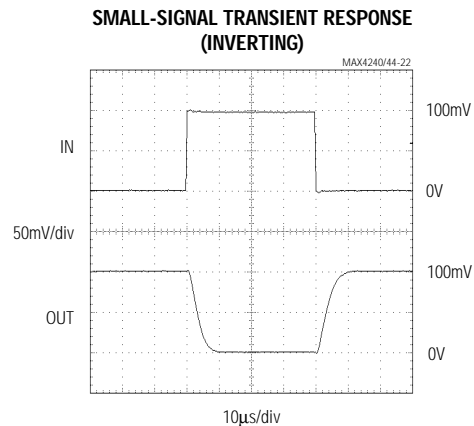 SMALL-SIGNAL TRANSIENT RESPONSE
(INVERTING)
MAX4240/44-22
100mV
IN
0V
50mV/div
100mV
OUT
0V
10µs/div